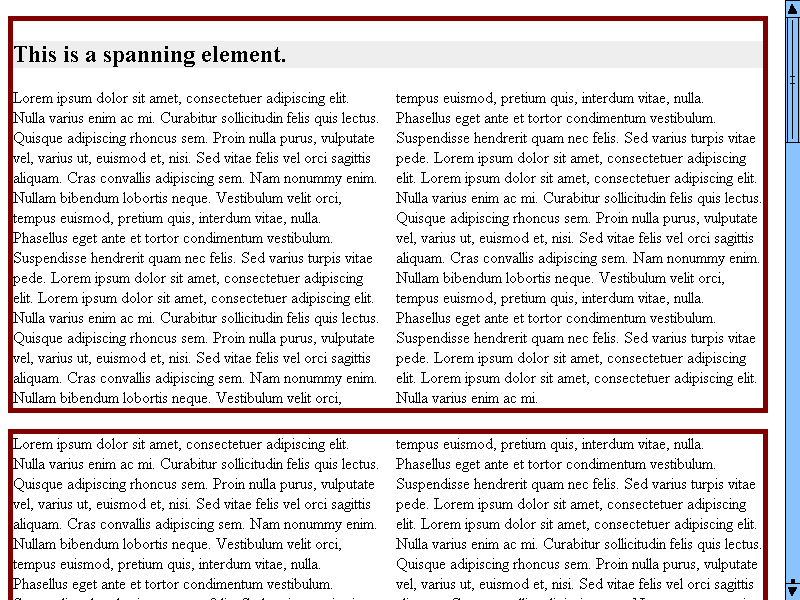 This is a spanning element.
Lorem ipsum dolor sit amet, consectetuer adipiscing elit.
Nulla varius enim ac mi. Curabitur sollicitudin felis quis lectus.
Quisque adipiscing rhoncus sem. Proin nulla purus, vulputate
vel, varius ut, euismod et, nisi. Sed vitae felis vel orci sagittis
aliquam. Cras convallis adipiscing sem. Nam nonummy enim.
Nullam bibendum lobortis neque. Vestibulum velit orci,
tempus euismod, pretium quis, interdum vitae, nulla.
Phasellus eget ante et tortor condimentum vestibulum.
Suspendisse hendrerit quam nec felis. Sed varius turpis vitae
pede. Lorem ipsum dolor sit amet, consectetuer adipiscing
elit. Lorem ipsum dolor sit amet, consectetuer adipiscing elit.
Nulla varius enim ac mi. Curabitur sollicitudin felis quis lectus.
Quisque adipiscing rhoncus sem. Proin nulla purus, vulputate
vel, varius ut, euismod et, nisi. Sed vitae felis vel orci sagittis
aliquam. Cras convallis adipiscing sem. Nam nonummy enim.
Nullam bibendum lobortis neque. Vestibulum velit orci,
tempus euismod, pretium quis, interdum vitae, nulla.
Phasellus eget ante et tortor condimentum vestibulum.
Suspendisse hendrerit quam nec felis. Sed varius turpis vitae
pede. Lorem ipsum dolor sit amet, consectetuer adipiscing
elit. Lorem ipsum dolor sit amet, consectetuer adipiscing elit.
Nulla varius enim ac mi. Curabitur sollicitudin felis quis lectus.
Quisque adipiscing rhoncus sem. Proin nulla purus, vulputate
vel, varius ut, euismod et, nisi. Sed vitae felis vel orci sagittis
aliquam. Cras convallis adipiscing sem. Nam nonummy enim.
Nullam bibendum lobortis neque. Vestibulum velit orci,
tempus euismod, pretium quis, interdum vitae, nulla.
Phasellus eget ante et tortor condimentum vestibulum.
Suspendisse hendrerit quam nec felis. Sed varius turpis vitae
pede. Lorem ipsum dolor sit amet, consectetuer adipiscing
elit. Lorem ipsum dolor sit amet, consectetuer adipiscing elit.
Nulla varius enim ac mi.
Lorem ipsum dolor sit amet, consectetuer adipiscing elit.
Nulla varius enim ac mi. Curabitur sollicitudin felis quis lectus.
Quisque adipiscing rhoncus sem. Proin nulla purus, vulputate
vel, varius ut, euismod et, nisi. Sed vitae felis vel orci sagittis
aliquam. Cras convallis adipiscing sem. Nam nonummy enim.
Nullam bibendum lobortis neque. Vestibulum velit orci,
tempus euismod, pretium quis, interdum vitae, nulla.
Phasellus eget ante et tortor condimentum vestibulum.
tempus euismod, pretium quis, interdum vitae, nulla.
Phasellus eget ante et tortor condimentum vestibulum.
Suspendisse hendrerit quam nec felis. Sed varius turpis vitae
pede. Lorem ipsum dolor sit amet, consectetuer adipiscing
elit. Lorem ipsum dolor sit amet, consectetuer adipiscing elit.
Nulla varius enim ac mi. Curabitur sollicitudin felis quis lectus.
Quisque adipiscing rhoncus sem. Proin nulla purus, vulputate
vel, varius ut, euismod et, nisi. Sed vitae felis vel orci sagittis